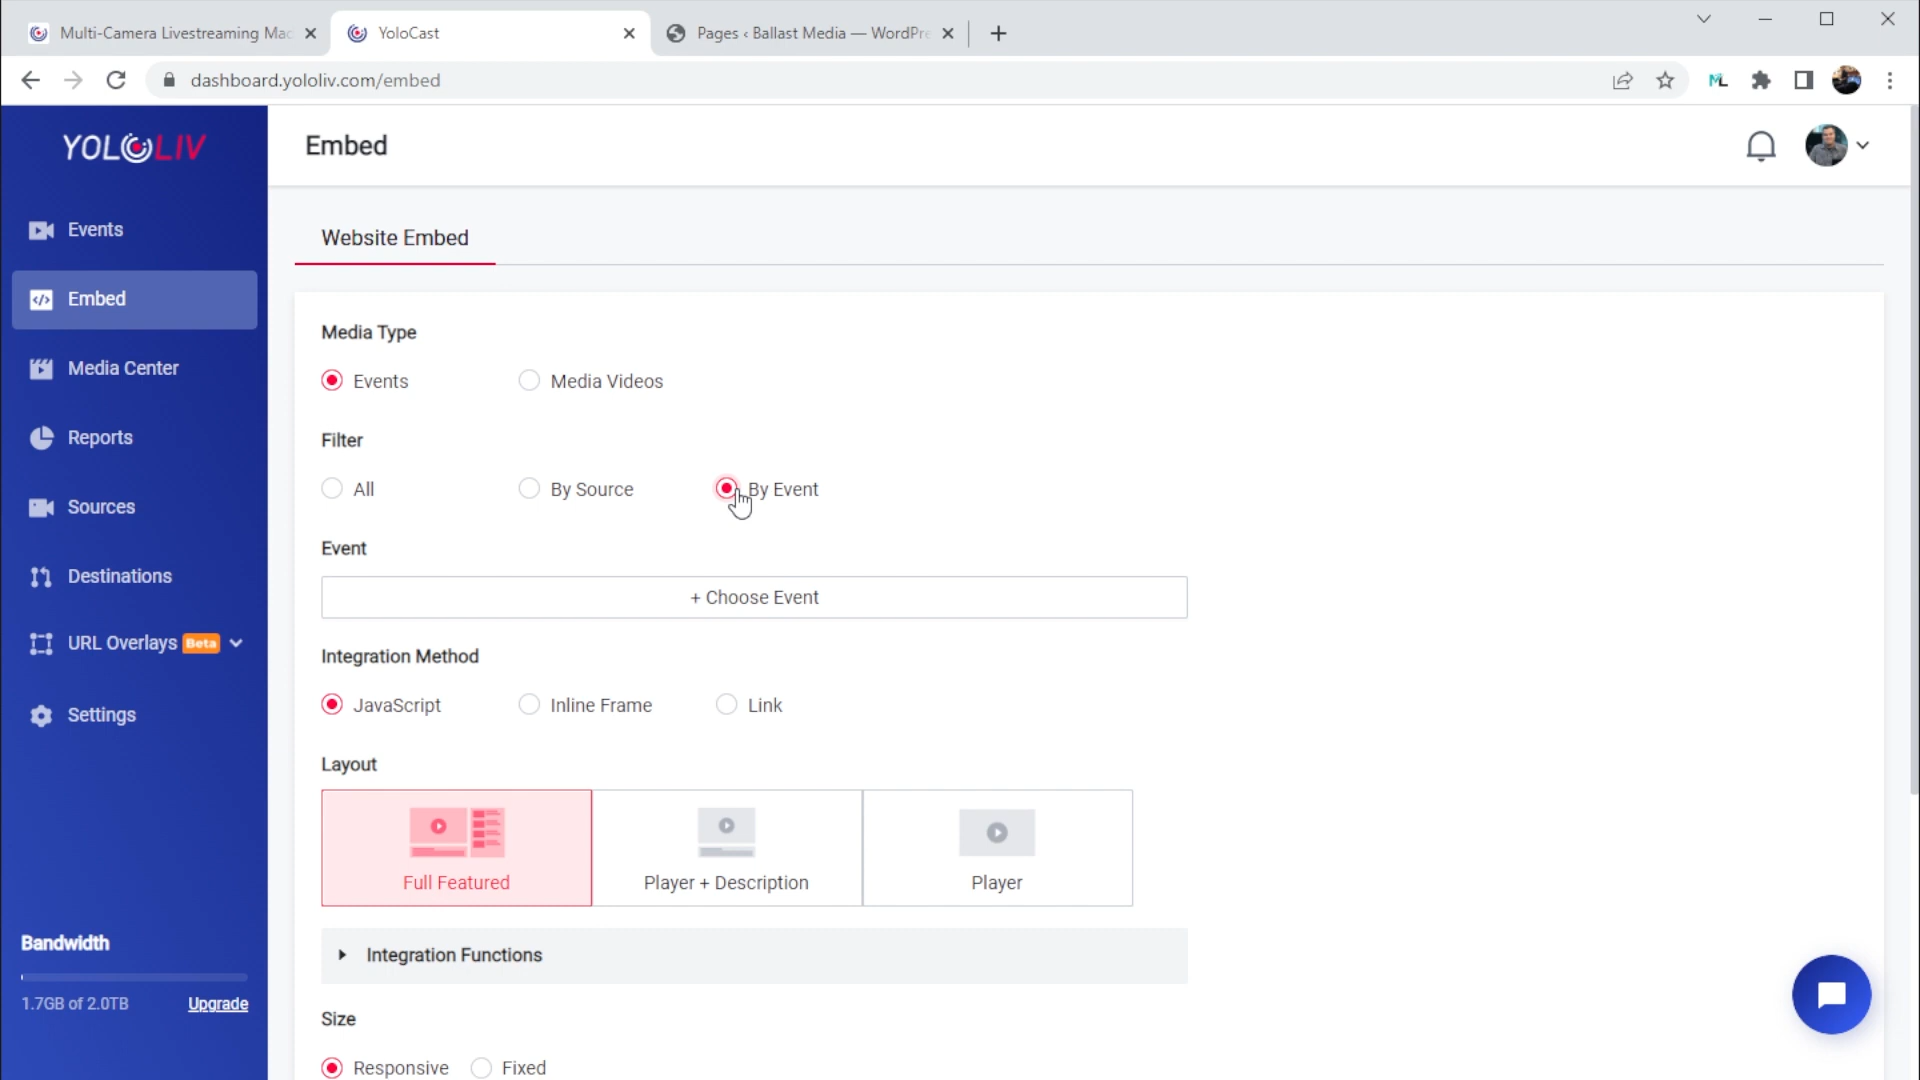 Multi-Camera Livestreaming Mac
YoloCast
Pages ‹ Ballast Media — WordPre
dashboard.yololiv.com/embed
YOLOLIV
Embed
Events
Embed
Media Center
Reports
Sources
Destinations
URL Overlays Beta
Settings
Bandwidth
1.7GB of 2.0TB Upgrade
Website Embed
Media Type
Events Media Videos
Filter
All By Source By Event
Event
+ Choose Event
Integration Method
JavaScript Inline Frame Link
Layout
Full Featured Player + Description Player
Integration Functions
Size
Responsive Fixed